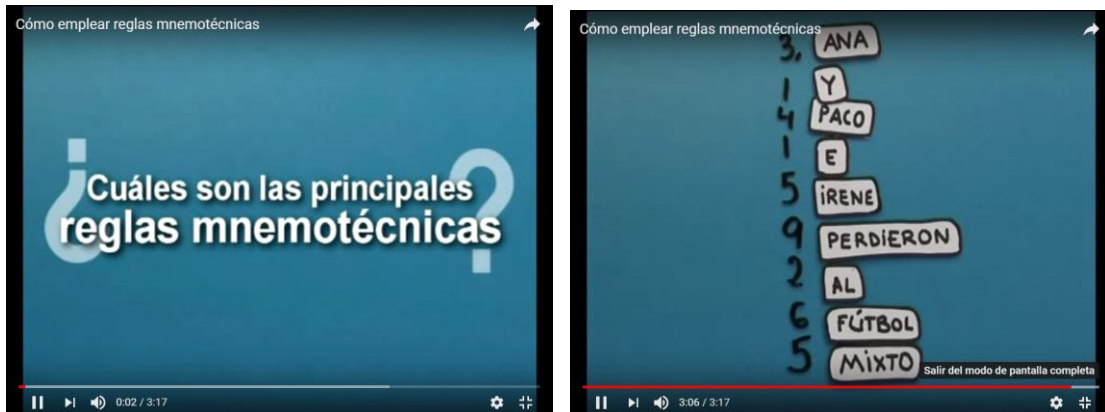 Cómo emplear reglas mnemotécnicas
¿Cuáles son las principales
reglas mnemotécnicas?
0:02 / 3:17
Cómo emplear reglas mnemotécnicas
3, ANA
1 Y
4 PACO
1 E
5 iRENE
9 PERDiERON
2 AL
6 FÚTBOL
5 MiXTO
Salir del modo de pantalla completa
3:06 / 3:17